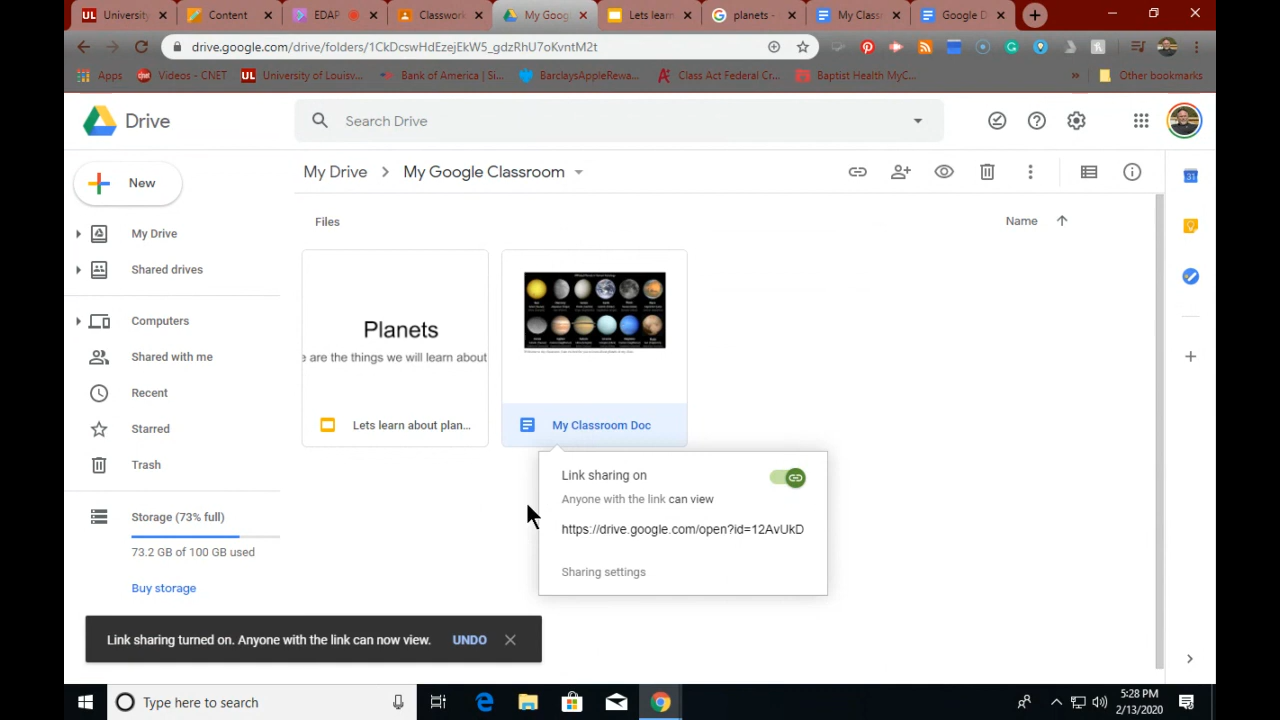 University
Content
EDAP
Classwork
My Goog
Lets learn
planets -
My Class
Google D
drive.google.com/drive/folders/1CkDcswHdEzejEkW5_gdzRhU7oKvntM2t
Apps
Videos - CNET
University of Louisv...
Bank of America | Si...
BarclaysAppleRewa...
Class Act Federal Cr...
Baptist Health MyC...
Other bookmarks
Drive
Search Drive
New
My Drive
My Google Classroom
My Drive
Shared drives
Computers
Shared with me
Recent
Starred
Trash
Storage (73% full)
73.2 GB of 100 GB used
Buy storage
Files
Name
Planets
e are the things we will learn about
Lets learn about plan...
My Classroom Doc
Link sharing on
Anyone with the link can view
https://drive.google.com/open?id=12AvUkD
Sharing settings
Link sharing turned on. Anyone with the link can now view.
UNDO
Type here to search
5:28 PM
2/13/2020